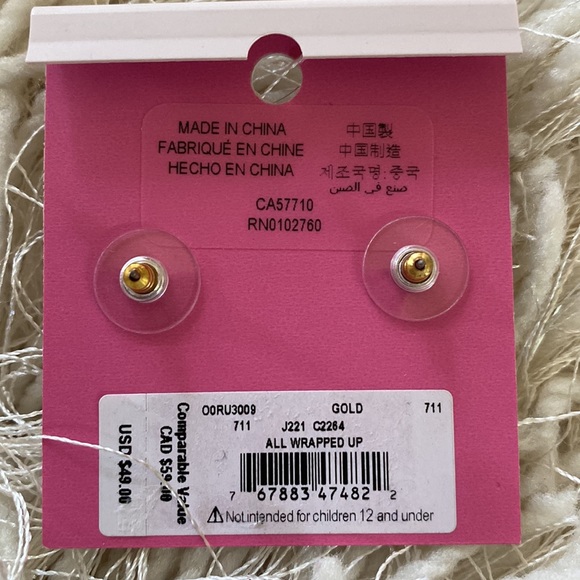 MADE IN CHINA
FABRIQUÉ EN CHINE
HECHO EN CHINA
中国製
中国制造
제조국명:중국
صنع في الصين
CA57710
RN0102760
O0RU3009 GOLD 711
711 J221 C2264
ALL WRAPPED UP
7 67883 47482 2
⚠ Not intended for children 12 and under
Comparable Value
CAD $59.00
USD $49.00